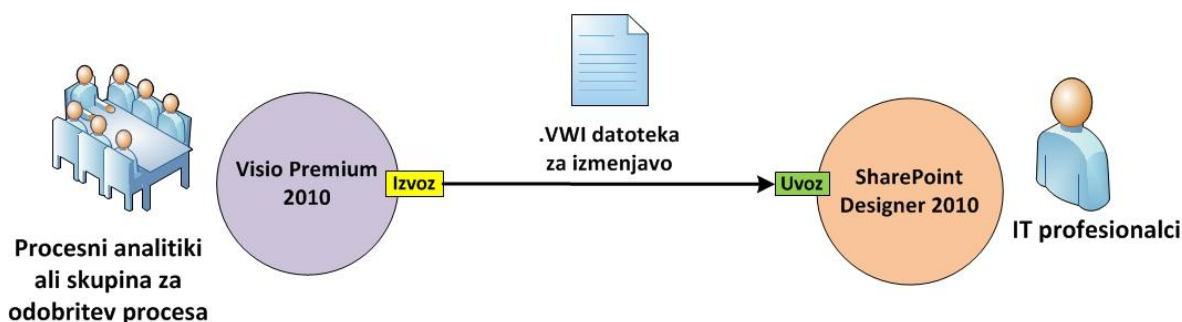 Procesni analitiki
ali skupina za
odobritev procesa
Visio Premium
2010
Izvoz
.VWI datoteka
za izmenjavo
Uvoz
SharePoint
Designer 2010
IT profesionalci